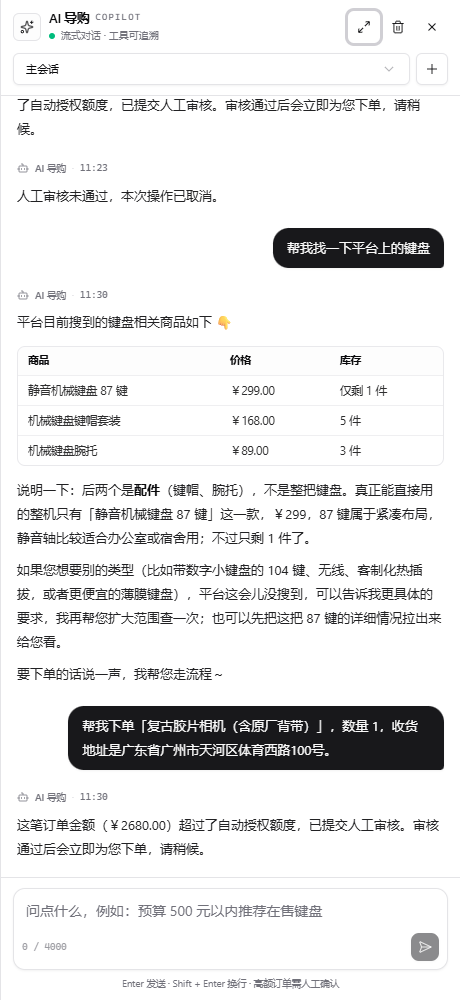 AI 导购 COPILOT
流式对话 · 工具可追溯
主会话
了自动授权额度，已提交人工审核。审核通过后会立即为您下单，请稍
候。
AI 导购 · 11:23
人工审核未通过，本次操作已取消。
帮我找一下平台上的键盘
AI 导购 · 11:30
平台目前搜到的键盘相关商品如下 👇
商品 价格 库存
静音机械键盘 87 键 ¥299.00 仅剩 1 件
机械键盘键帽套装 ¥168.00 5 件
机械键盘腕托 ¥89.00 3 件
说明一下：后两个是配件（键帽、腕托），不是整把键盘。真正能直接用
的整机只有「静音机械键盘 87 键」这一款，¥299，87 键属于紧凑布局，
静音轴比较适合办公室或宿舍用；不过只剩 1 件了。
如果您想要别的类型（比如带数字小键盘的 104 键、无线、客制化热插
拔，或者更便宜的薄膜键盘），平台这会儿没搜到，可以告诉我更具体的
要求，我再帮您扩大范围查一次；也可以先把这把 87 键的详细情况拉出来
给您看。
要下单的话说一声，我帮您走流程～
帮我下单「复古胶片相机（含原厂背带）」，数量 1，收货
地址是广东省广州市天河区体育西路100号。
AI 导购 · 11:30
这笔订单金额（¥2680.00）超过了自动授权额度，已提交人工审核。审核
通过后会立即为您下单，请稍候。
问点什么，例如：预算 500 元以内推荐在售键盘
0 / 4000
Enter 发送 · Shift + Enter 换行 · 高额订单需人工确认